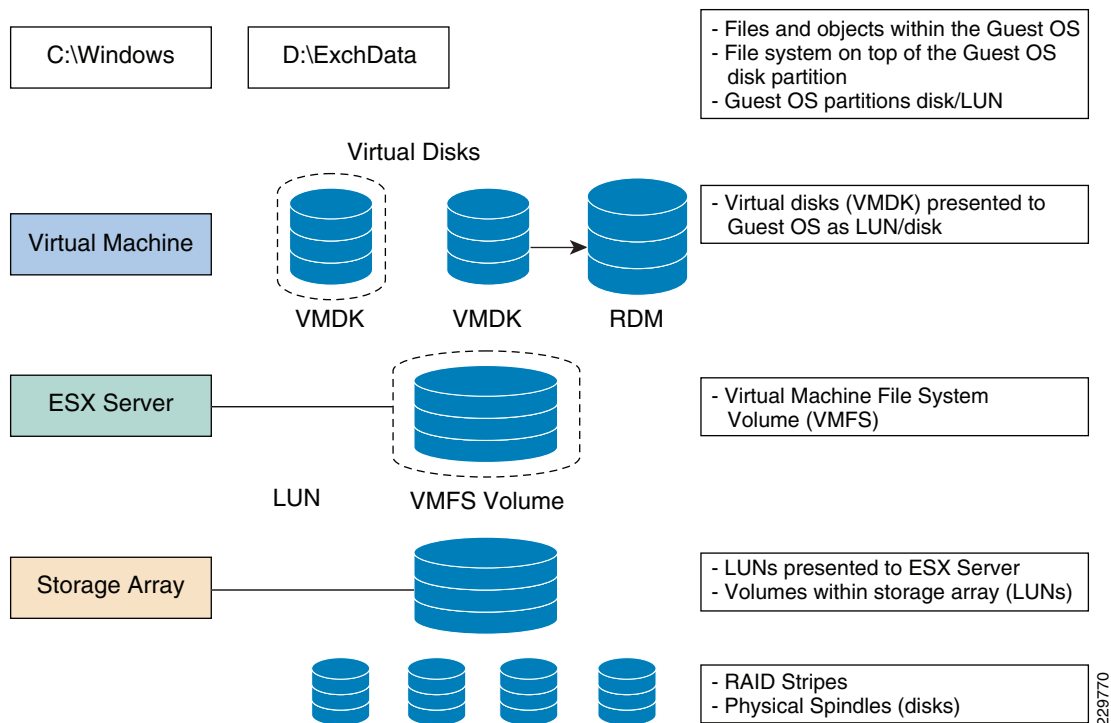 C:\Windows
D:\ExchData
- Files and objects within the Guest OS
- File system on top of the Guest OS
disk partition
- Guest OS partitions disk/LUN
Virtual Disks
Virtual Machine
- Virtual disks (VMDK) presented to
Guest OS as LUN/disk
VMDK
VMDK
RDM
ESX Server
- Virtual Machine File System
Volume (VMFS)
LUN
VMFS Volume
Storage Array
- LUNs presented to ESX Server
- Volumes within storage array (LUNs)
- RAID Stripes
- Physical Spindles (disks)
229770